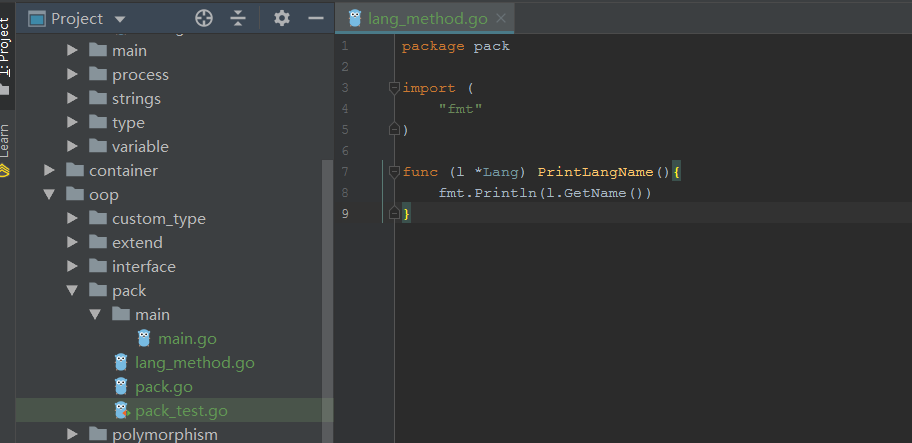 Project
lang_method.go
1: Project
Learn
main
process
strings
type
variable
container
oop
custom_type
extend
interface
pack
main
main.go
lang_method.go
pack.go
pack_test.go
polymorphism
1 package pack
2
3 import (
4 "fmt"
5 )
6
7 func (l *Lang) PrintLangName(){
8 fmt.Println(l.GetName())
9 }